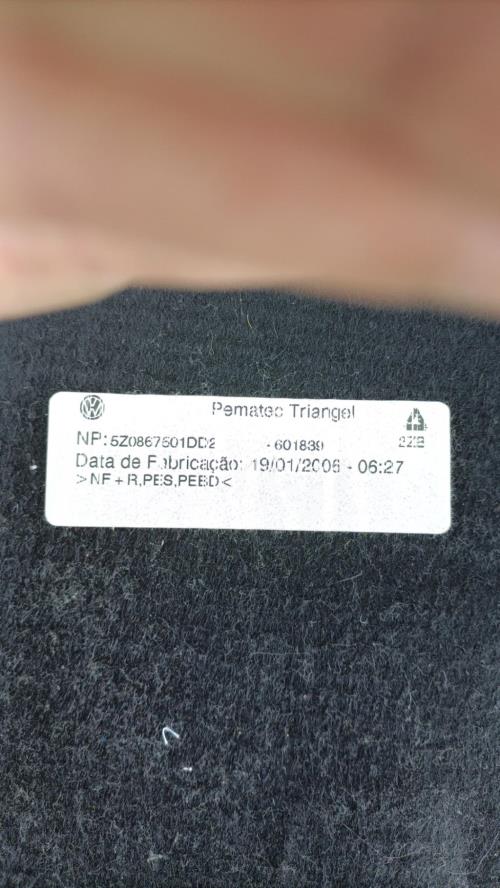 Pematec Triangel
NP: 5Z0867501DD2 - 601839
Data de Fabricação: 19/01/2006 - 06:27
>NF+R,PES,PEBD<